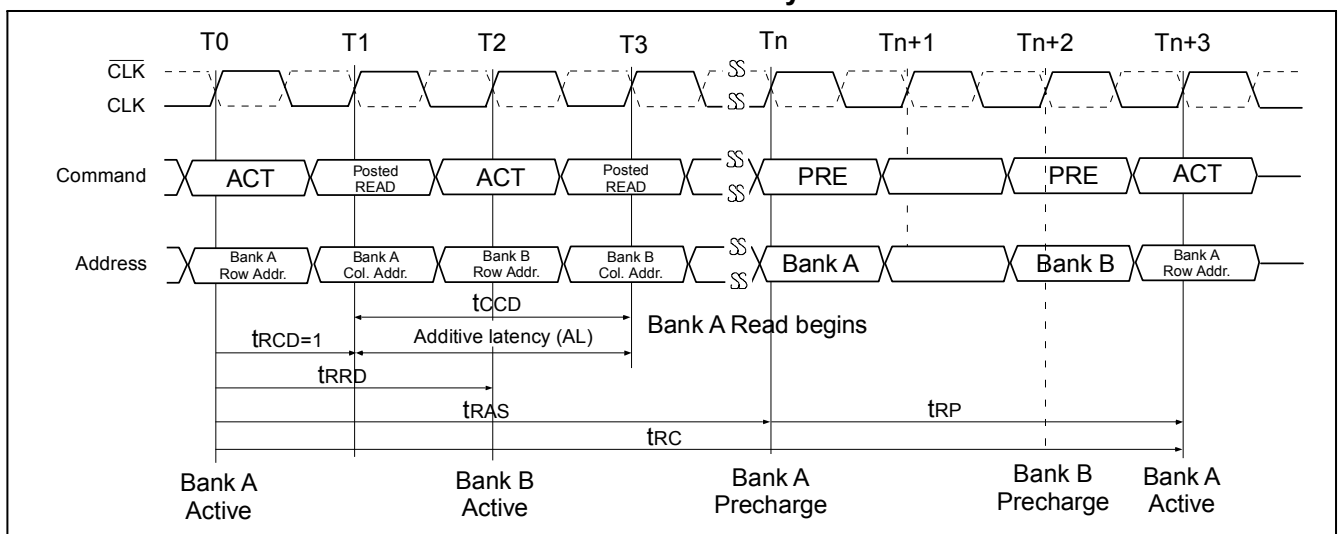 T0 T1 T2 T3 Tn Tn+1 Tn+2 Tn+3
CLK
CLK
Command ACT Posted READ ACT Posted READ PRE PRE ACT
Address Bank A Row Addr. Bank A Col. Addr. Bank B Row Addr. Bank B Col. Addr. Bank A Bank B Bank A Row Addr.
tCCD
Bank A Read begins
tRCD=1 Additive latency (AL)
tRRD
tRAS tRP
tRC
Bank A Active Bank B Active Bank A Precharge Bank B Precharge Bank A Active